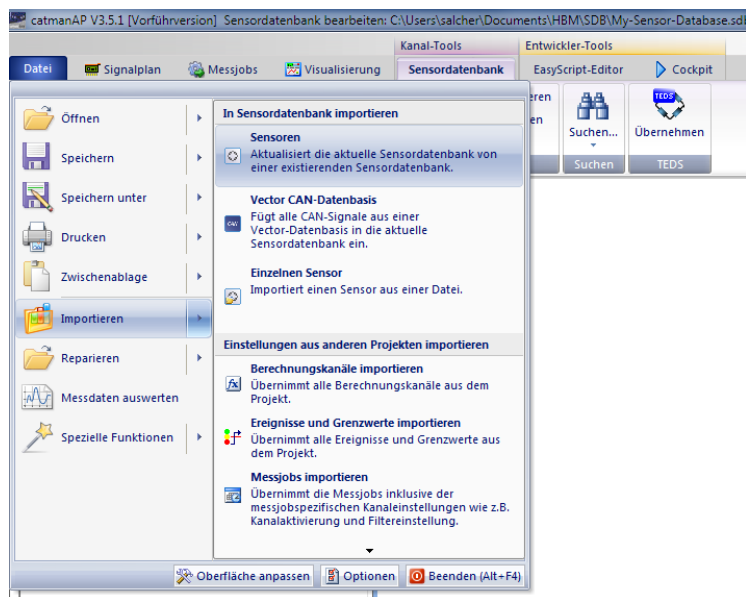 catmanAP V3.5.1 [Vorführversion] Sensordatenbank bearbeiten: C:\Users\salcher\Documents\HBM\SDB\My-Sensor-Database.sdb
Kanal-Tools
Entwickler-Tools
Datei
Signalplan
Messjobs
Visualisierung
Sensordatenbank
EasyScript-Editor
Cockpit
Suchen...
Suchen
TEDS
Übernehmen
TEDS
Öffnen
Speichern
Speichern unter
Drucken
Zwischenablage
Importieren
Reparieren
Messdaten auswerten
Spezielle Funktionen
In Sensordatenbank importieren
Sensoren
Aktualisiert die aktuelle Sensordatenbank von
einer existierenden Sensordatenbank.
Vector CAN-Datenbasis
Fügt alle CAN-Signale aus einer
Vector-Datenbasis in die aktuelle
Sensordatenbank ein.
Einzelnen Sensor
Importiert einen Sensor aus einer Datei.
Einstellungen aus anderen Projekten importieren
Berechnungskanäle importieren
Übernimmt alle Berechnungskanäle aus dem
Projekt.
Ereignisse und Grenzwerte importieren
Übernimmt alle Ereignisse und Grenzwerte aus
dem Projekt.
Messjobs importieren
Übernimmt die Messjobs inklusive der
messjobspezifischen Kanaleinstellungen wie z.B.
Kanalaktivierung und Filtereinstellung.
Oberfläche anpassen
Optionen
Beenden (Alt+F4)